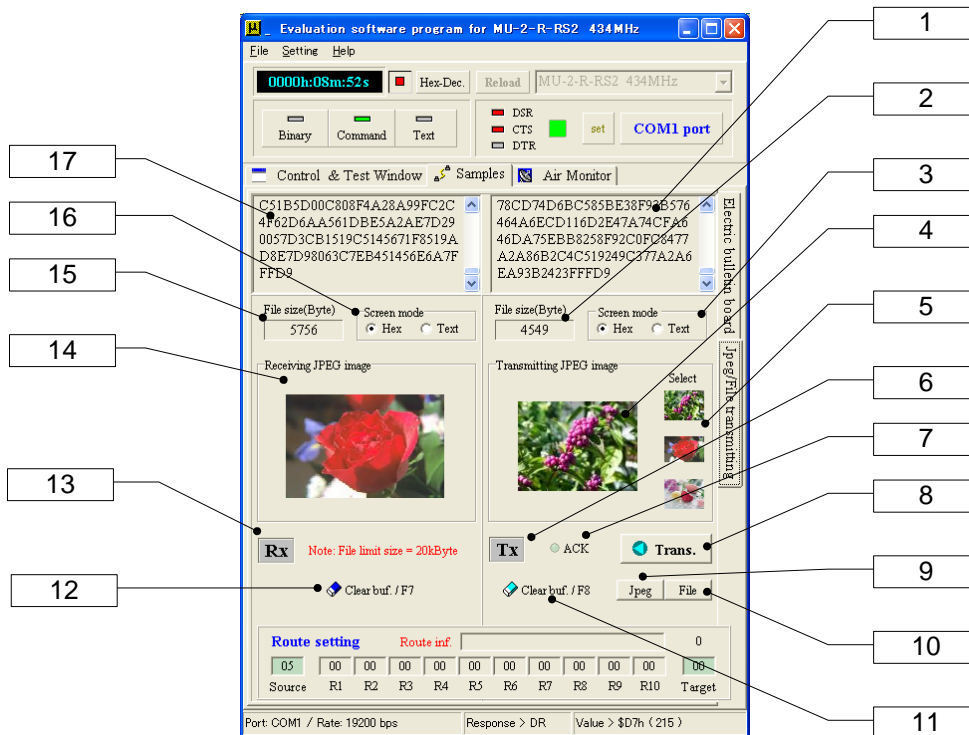 _ Evaluation software program for MU-2-R-RS2 434MHz
File Setting Help
0000h:08m:52s Hex-Dec. Reload MU-2-R-RS2 434MHz
Binary Command Text
DSR
CTS
DTR
set COM1 port
Control & Test Window Samples Air Monitor
C51B5D00C808F4A28A99FC2C
4F62D6AA561DBE5A2AE7D29
0057D3CB1519C5145671F8519A
D8E7D98063C7EB451456E6A7F
FFD9
464A6ECD116D2E47A74CFA6
46DA75EBB8258F92C0FC8477
A2A86B2C4C519249C377A2A6
EA93B2423FFFD9
Electric bulletin board
Jpeg/File transmitting
File size(Byte)
5756
Screen mode
Hex Text
File size(Byte)
4549
Screen mode
Hex Text
Receiving JPEG image
Transmitting JPEG image
Select
Rx Note: File limit size = 20kByte
Tx ACK Trans.
Clear buf. / F7
Clear buf. / F8 Jpeg File
Route setting Route inf. 0
05 00 00 00 00 00 00 00 00 00 00 00
Source R1 R2 R3 R4 R5 R6 R7 R8 R9 R10 Target
Port: COM1 / Rate: 19200 bps Response > DR Value > $D7h ( 215 )
1
2
3
4
5
6
7
8
9
10
11
12
13
14
15
16
17